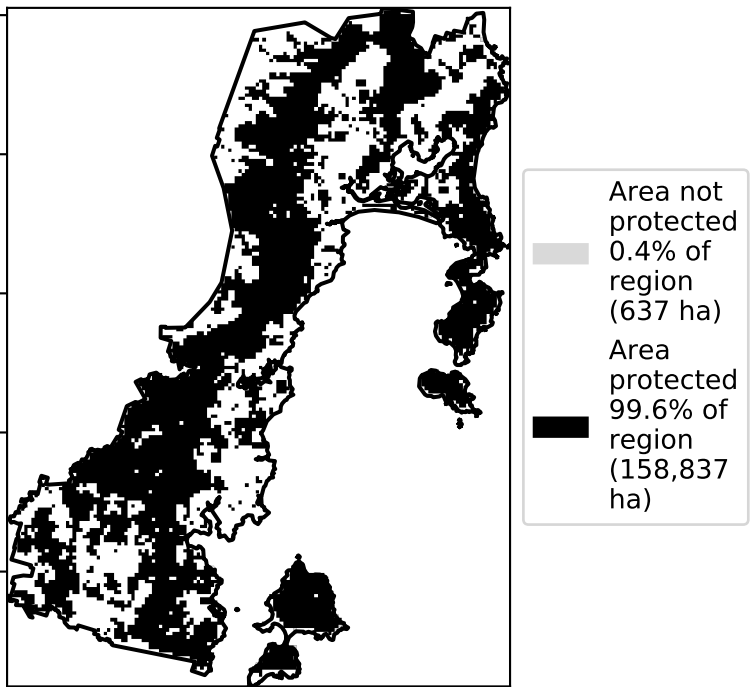 Area not
protected
0.4% of
region
(637 ha)
Area
protected
99.6% of
region
(158,837
ha)